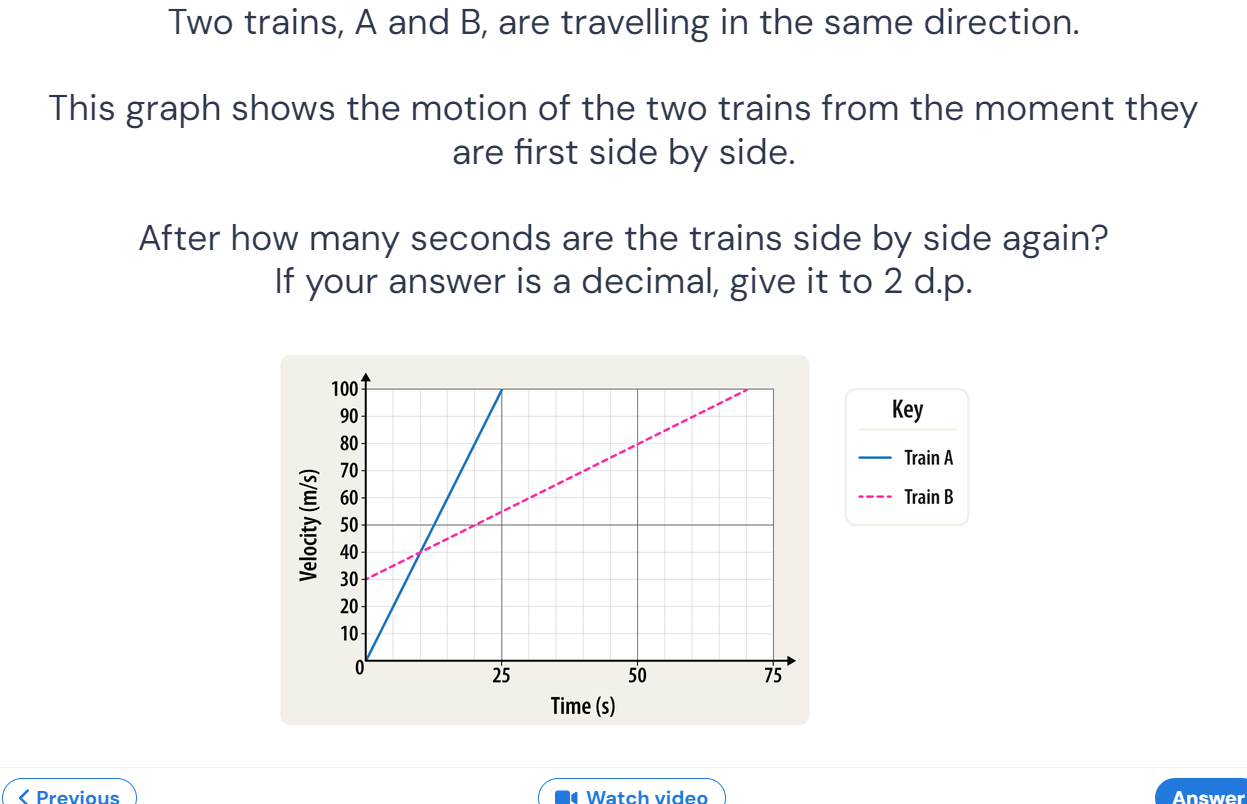 Two trains, A and B, are travelling in the same direction.
This graph shows the motion of the two trains from the moment they
are first side by side.
After how many seconds are the trains side by side again?
If your answer is a decimal, give it to 2 d.p.
100
90
80
70
60
50
40
30
20
10
0
25
50
75
Velocity (m/s)
Time (s)
Key
Train A
Train B
Previous
Watch video
Answer